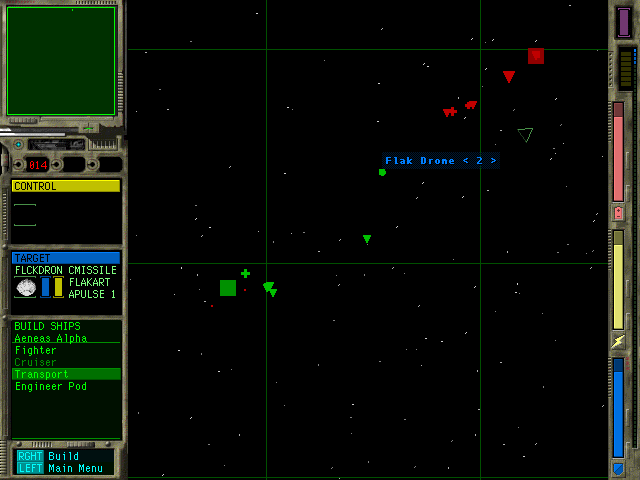 Flak Drone < 2 >
014
CONTROL
TARGET
FLCKDRON CMISSILE
FLAKART
APULSE 1
BUILD SHIPS
Aeneas Alpha
Fighter
Cruiser
Transport
Engineer Pod
RGHT Build
LEFT Main Menu